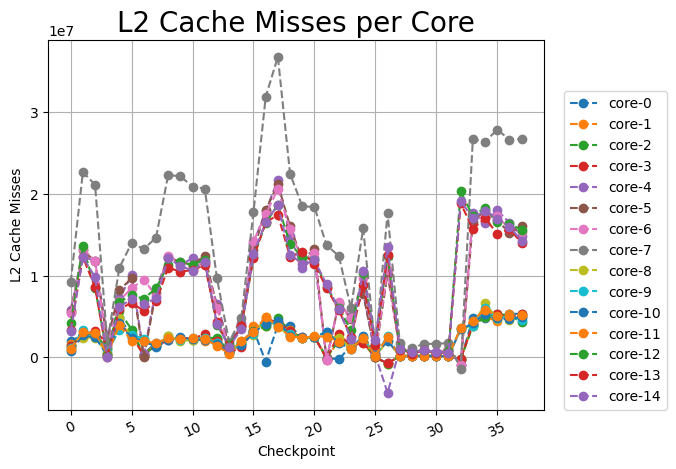 L2 Cache Misses per Core
1e7
3
2
1
0
L2 Cache Misses
0
5
10
15
20
25
30
35
Checkpoint
core-0
core-1
core-2
core-3
core-4
core-5
core-6
core-7
core-8
core-9
core-10
core-11
core-12
core-13
core-14